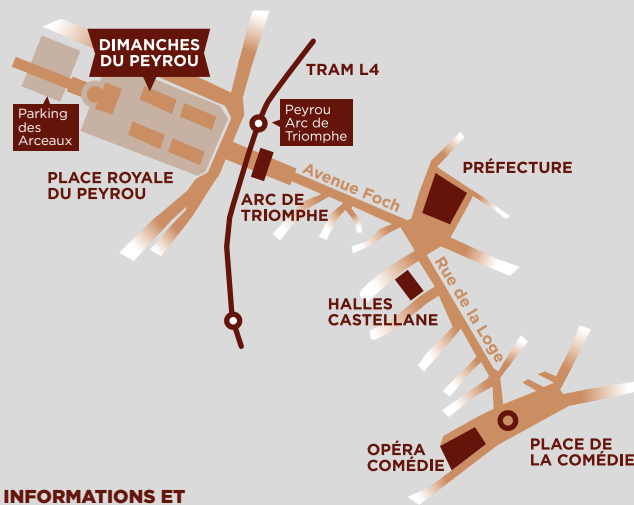 DIMANCHES
DU PEYROU
TRAM L4
Parking
des
Arceaux
Peyrou
Arc de
Triomphe
PLACE ROYALE
DU PEYROU
ARC DE
TRIOMPHE
Avenue Foch
PRÉFECTURE
HALLES
CASTELLANE
Rue de la Loge
OPÉRA
COMÉDIE
PLACE DE
LA COMÉDIE
INFORMATIONS ET